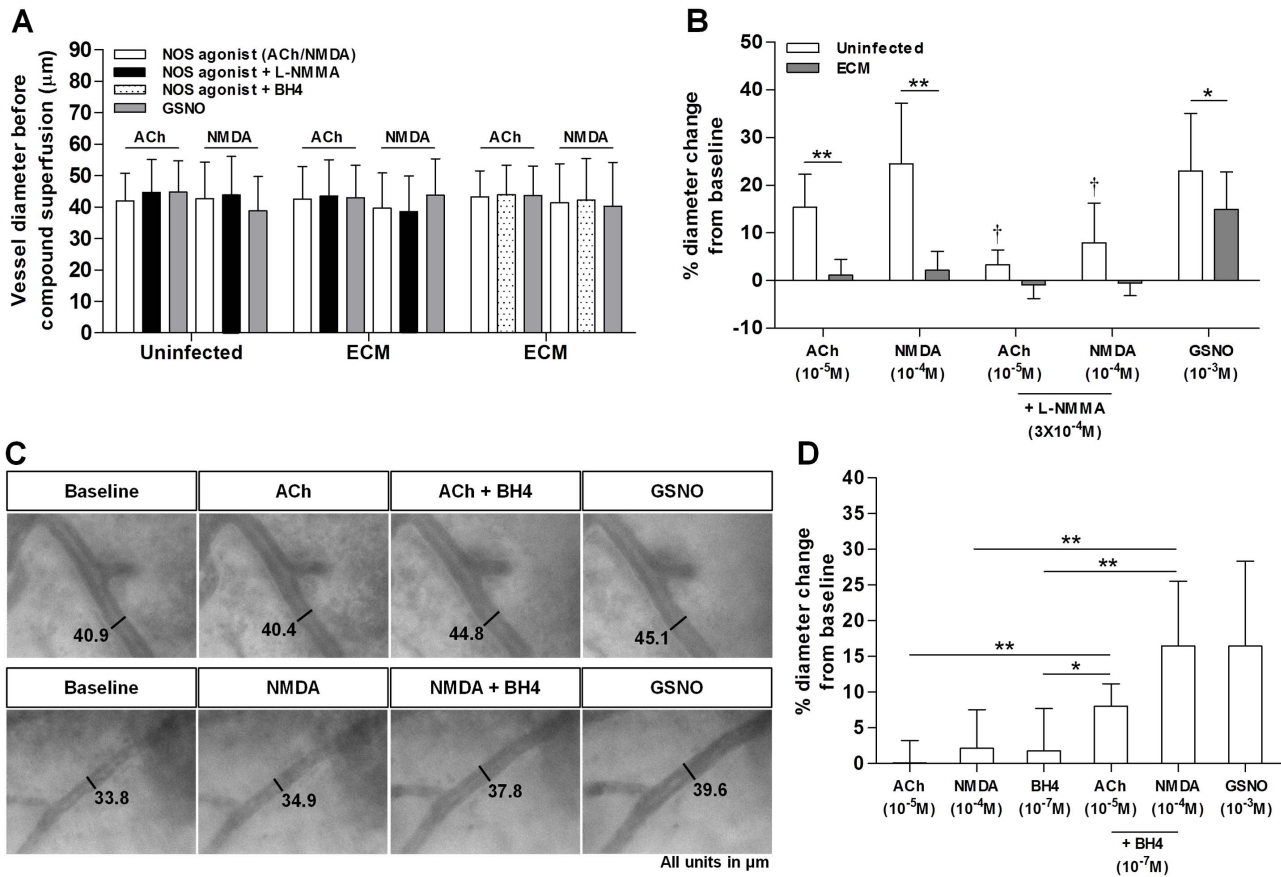 A
Vessel diameter before
compound superfusion (μm)
90
80
70
60
50
40
30
20
10
0
NOS agonist (ACh/NMDA)
NOS agonist + L-NMMA
NOS agonist + BH4
GSNO
ACh NMDA ACh NMDA ACh NMDA
Uninfected ECM ECM
B
% diameter change
from baseline
50
40
30
20
10
0
-10
Uninfected
ECM
** ** † † *
ACh NMDA ACh NMDA GSNO
(10⁻⁵M) (10⁻⁴M) (10⁻⁵M) (10⁻⁴M) (10⁻³M)
+ L-NMMA
(3X10⁻⁴M)
C
Baseline ACh ACh + BH4 GSNO
40.9 40.4 44.8 45.1
Baseline NMDA NMDA + BH4 GSNO
33.8 34.9 37.8 39.6
All units in μm
D
% diameter change
from baseline
40
35
30
25
20
15
10
5
0
**
**
**
*
ACh NMDA BH4 ACh NMDA GSNO
(10⁻⁵M) (10⁻⁴M) (10⁻⁷M) (10⁻⁵M) (10⁻⁴M) (10⁻³M)
+ BH4
(10⁻⁷M)